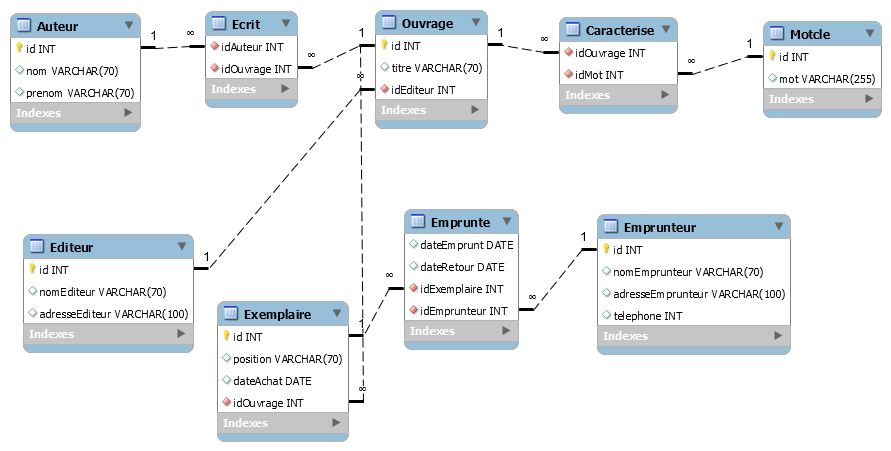 Auteur
id INT
nom VARCHAR(70)
prenom VARCHAR(70)
Indexes
1
∞
Ecrit
idAuteur INT
idOuvrage INT
Indexes
∞
1
∞
Ouvrage
id INT
titre VARCHAR(70)
idEditeur INT
Indexes
1
∞
Caracterise
idOuvrage INT
idMot INT
Indexes
∞
1
Motcle
id INT
mot VARCHAR(255)
Indexes
Editeur
id INT
nomEditeur VARCHAR(70)
adresseEditeur VARCHAR(100)
Indexes
1
Exemplaire
id INT
position VARCHAR(70)
dateAchat DATE
idOuvrage INT
Indexes
1
∞
∞
Emprunte
dateEmprunt DATE
dateRetour DATE
idExemplaire INT
idEmprunteur INT
Indexes
∞
1
Emprunteur
id INT
nomEmprunteur VARCHAR(70)
adresseEmprunteur VARCHAR(100)
telephone INT
Indexes